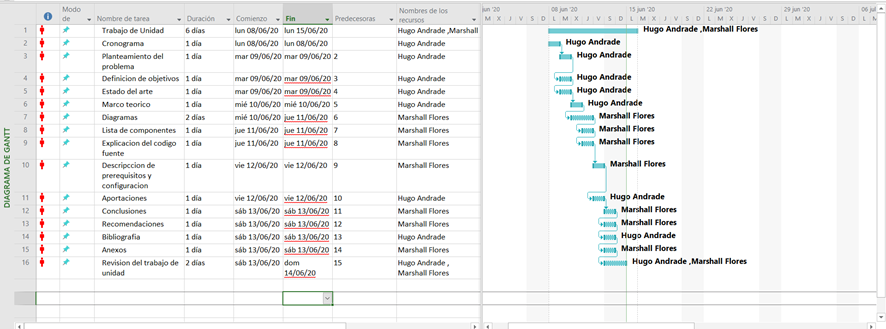 Modo de Nombre de tarea Duración Comienzo Fin Predecesoras Nombres de los recursos
un '20 08 jun '20 15 jun '20 22 jun '20 29 jun '20 06 ju
M X J V S D L M X J V S D L M X J V S D L M X J V S D L M X J V S D L M
1 Trabajo de Unidad 6 días lun 08/06/20 lun 15/06/20 Hugo Andrade ,Marshall
2 Cronograma 1 día lun 08/06/20 lun 08/06/20 Hugo Andrade
3 Planteamiento del problema 1 día mar 09/06/20 mar 09/06/20 2 Hugo Andrade
4 Definicion de objetivos 1 día mar 09/06/20 mar 09/06/20 3 Hugo Andrade
5 Estado del arte 1 día mar 09/06/20 mar 09/06/20 4 Hugo Andrade
6 Marco teorico 1 día mié 10/06/20 mié 10/06/20 5 Hugo Andrade
7 Diagramas 2 días mié 10/06/20 jue 11/06/20 6 Marshall Flores
8 Lista de componentes 1 día jue 11/06/20 jue 11/06/20 7 Marshall Flores
9 Explicacion del codigo fuente 1 día jue 11/06/20 jue 11/06/20 8 Marshall Flores
10 Descripccion de prerequisitos y configuracion 1 día vie 12/06/20 vie 12/06/20 9 Marshall Flores
11 Aportaciones 1 día vie 12/06/20 vie 12/06/20 10 Hugo Andrade
12 Conclusiones 1 día sáb 13/06/20 sáb 13/06/20 11 Marshall Flores
13 Recomendaciones 1 día sáb 13/06/20 sáb 13/06/20 12 Marshall Flores
14 Bibliografia 1 día sáb 13/06/20 sáb 13/06/20 13 Hugo Andrade
15 Anexos 1 día sáb 13/06/20 sáb 13/06/20 14 Marshall Flores
16 Revision del trabajo de unidad 2 días sáb 13/06/20 dom 14/06/20 15 Hugo Andrade , Marshall Flores
DIAGRAMA DE GANTT
Hugo Andrade ,Marshall Flores
Hugo Andrade
Hugo Andrade
Hugo Andrade
Hugo Andrade
Hugo Andrade
Marshall Flores
Marshall Flores
Marshall Flores
Marshall Flores
Hugo Andrade
Marshall Flores
Marshall Flores
Hugo Andrade
Marshall Flores
Hugo Andrade ,Marshall Flores